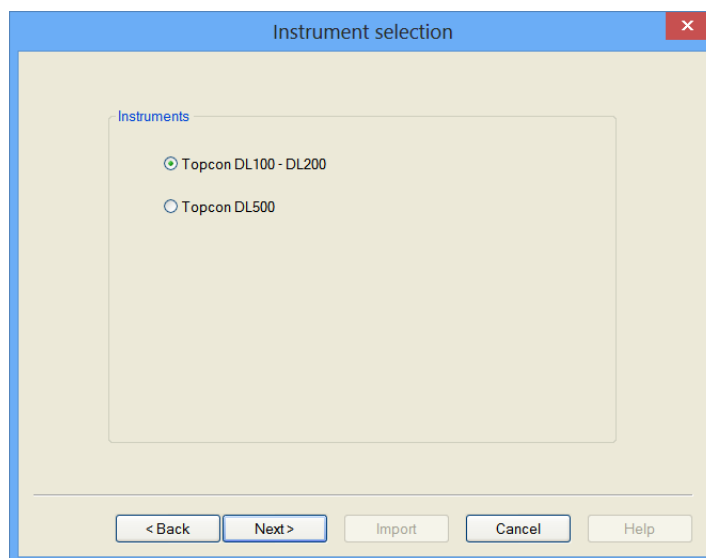 Instrument selection
Instruments
Topcon DL100 - DL200
Topcon DL500
< Back Next > Import Cancel Help